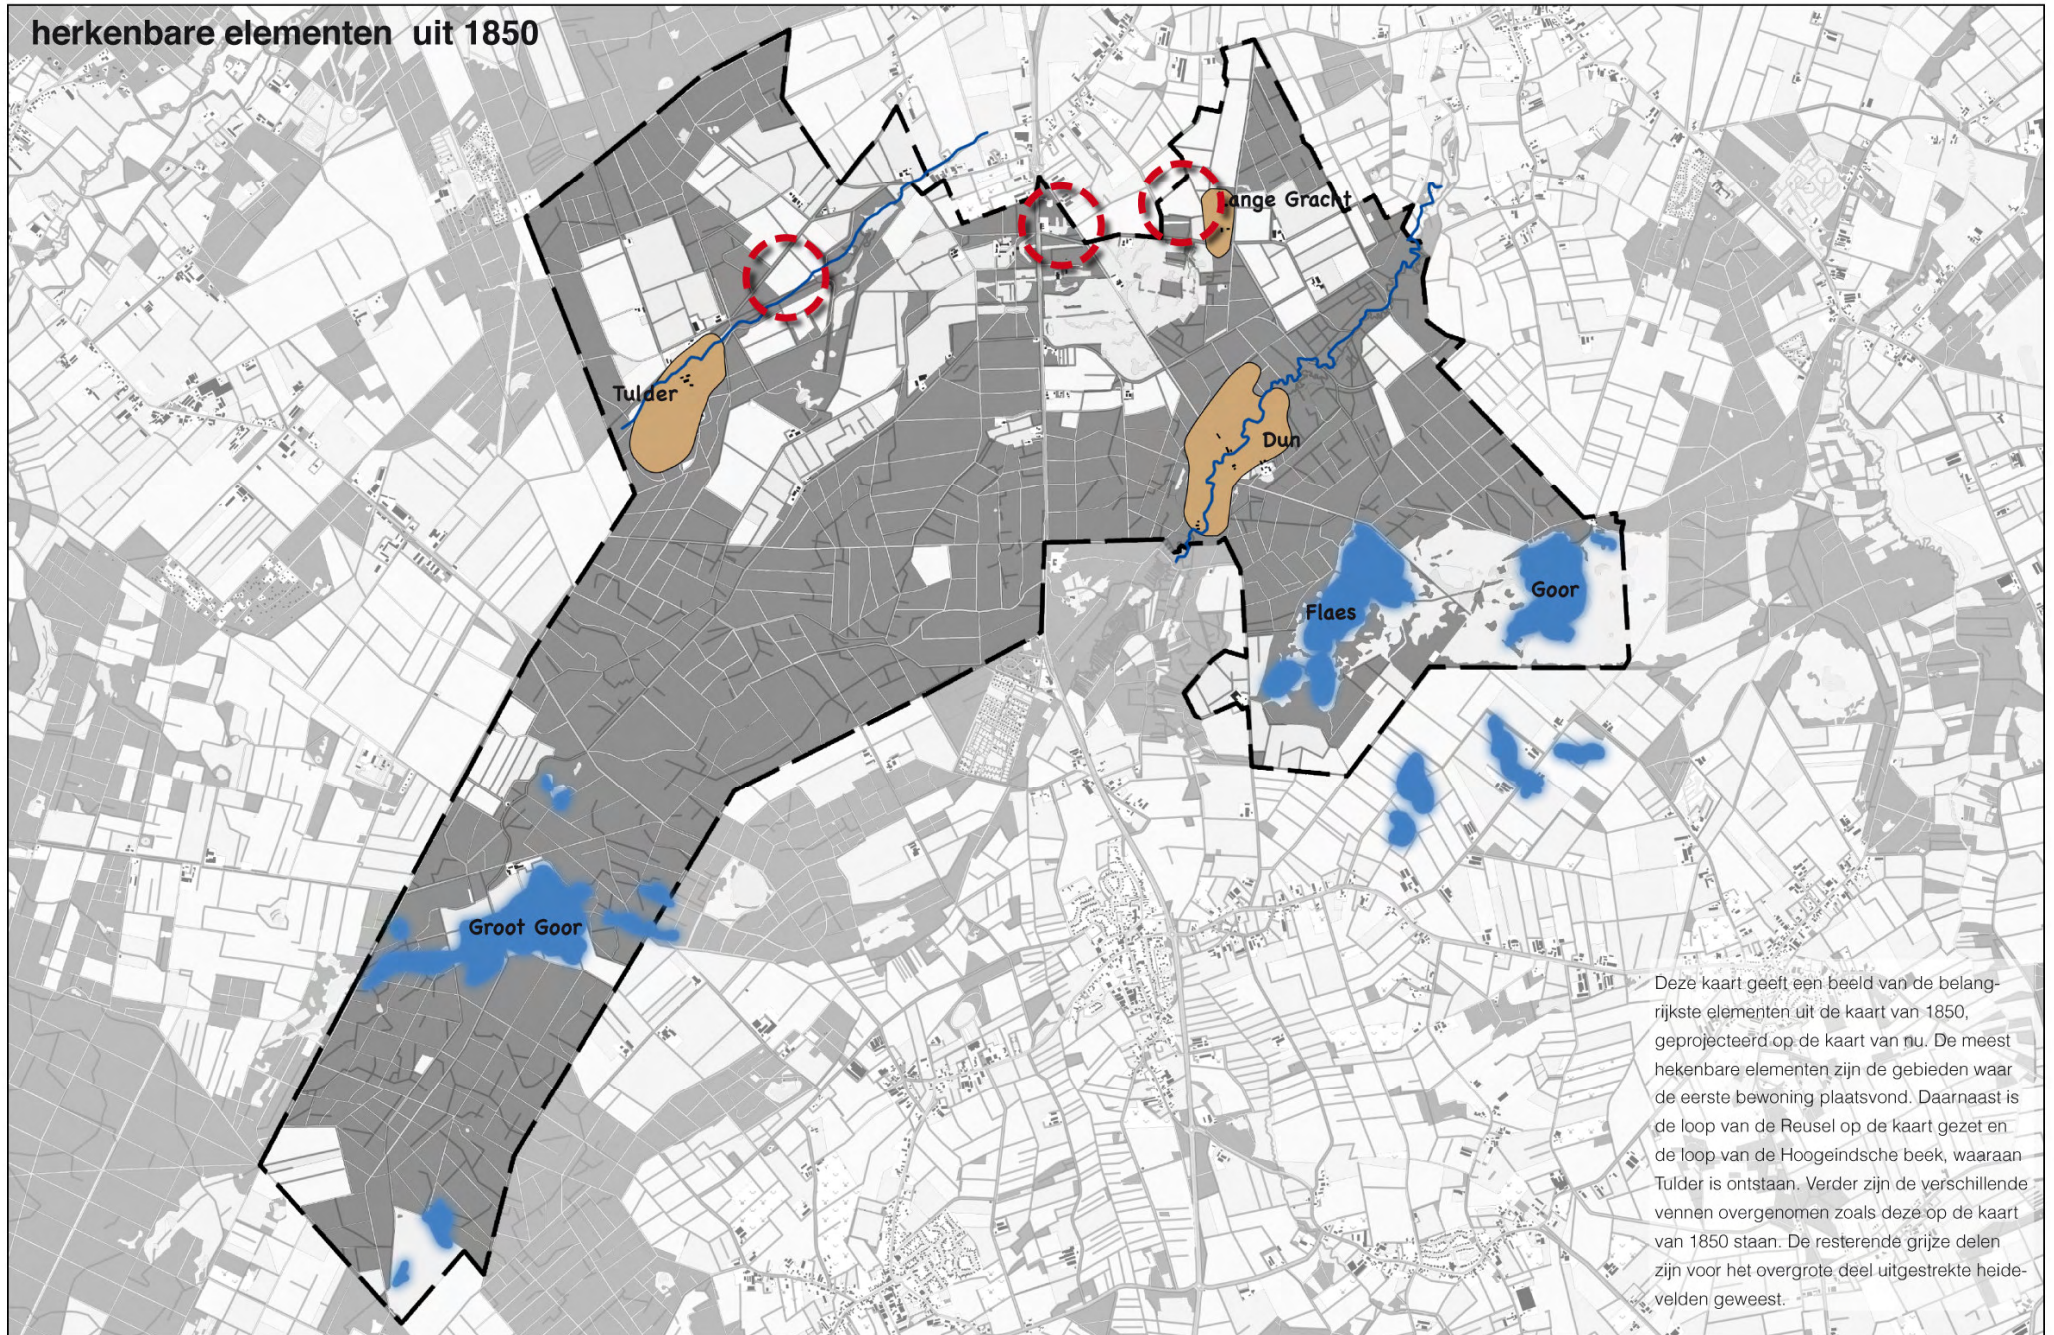 herkenbare elementen uit 1850
Lange Gracht
Tulder
Dun
Goor
Flaes
Groot Goor
Deze kaart geeft een beeld van de belang-
rijkste elementen uit de kaart van 1850,
geprojecteerd op de kaart van nu. De meest
hekenbare elementen zijn de gebieden waar
de eerste bewoning plaatsvond. Daarnaast is
de loop van de Reusel op de kaart gezet en
de loop van de Hoogeindsche beek, waaraan
Tulder is ontstaan. Verder zijn de verschillende
vennen overgenomen zoals deze op de kaart
van 1850 staan. De resterende grijze delen
zijn voor het overgrote deel uitgestrekte heide-
velden geweest.